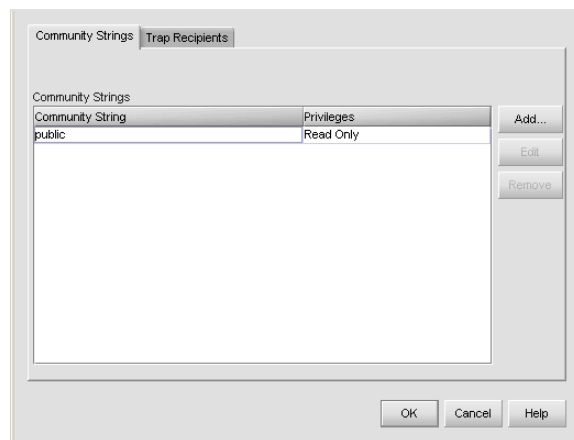 Community Strings Trap Recipients
Community Strings
Community String Privileges
public Read Only
Add...
Edit
Remove
OK Cancel Help